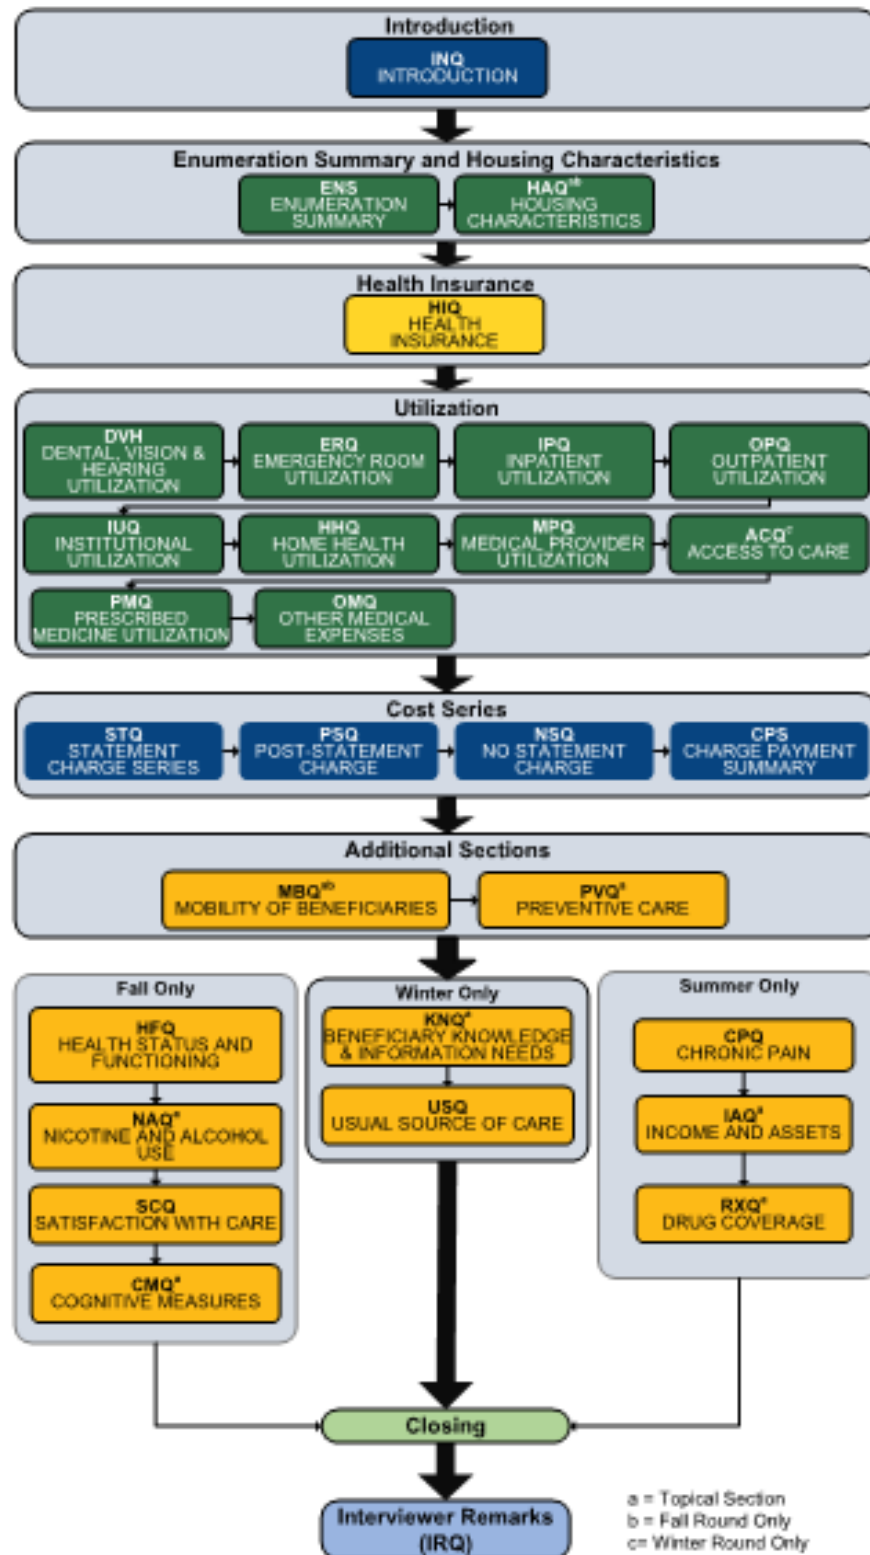 Introduction
INQ
INTRODUCTION
Enumeration Summary and Housing Characteristics
ENS
ENUMERATION
SUMMARY
HAQab
HOUSING
CHARACTERISTICS
Health Insurance
HIQ
HEALTH
INSURANCE
Utilization
DVH
DENTAL, VISION &
HEARING
UTILIZATION
ERQ
EMERGENCY ROOM
UTILIZATION
IPQ
INPATIENT
UTILIZATION
OPQ
OUTPATIENT
UTILIZATION
IUQ
INSTITUTIONAL
UTILIZATION
HHQ
HOME HEALTH
UTILIZATION
MPQ
MEDICAL PROVIDER
UTILIZATION
ACQc
ACCESS TO CARE
PMQ
PRESCRIBED
MEDICINE UTILIZATION
OMQ
OTHER MEDICAL
EXPENSES
Cost Series
STQ
STATEMENT
CHARGE SERIES
PSQ
POST-STATEMENT
CHARGE
NSQ
NO STATEMENT
CHARGE
CPS
CHARGE PAYMENT
SUMMARY
Additional Sections
MBQab
MOBILITY OF BENEFICIARIES
PVQa
PREVENTIVE CARE
Fall Only
HFQ
HEALTH STATUS AND
FUNCTIONING
NAQa
NICOTINE AND ALCOHOL
USE
SCQ
SATISFACTION WITH CARE
CMQa
COGNITIVE MEASURES
Winter Only
KNQa
BENEFICIARY KNOWLEDGE
& INFORMATION NEEDS
USQ
USUAL SOURCE OF CARE
Summer Only
CPQ
CHRONIC PAIN
IAQa
INCOME AND ASSETS
RXQa
DRUG COVERAGE
Closing
Interviewer Remarks
(IRQ)
a = Topical Section
b = Fall Round Only
c= Winter Round Only